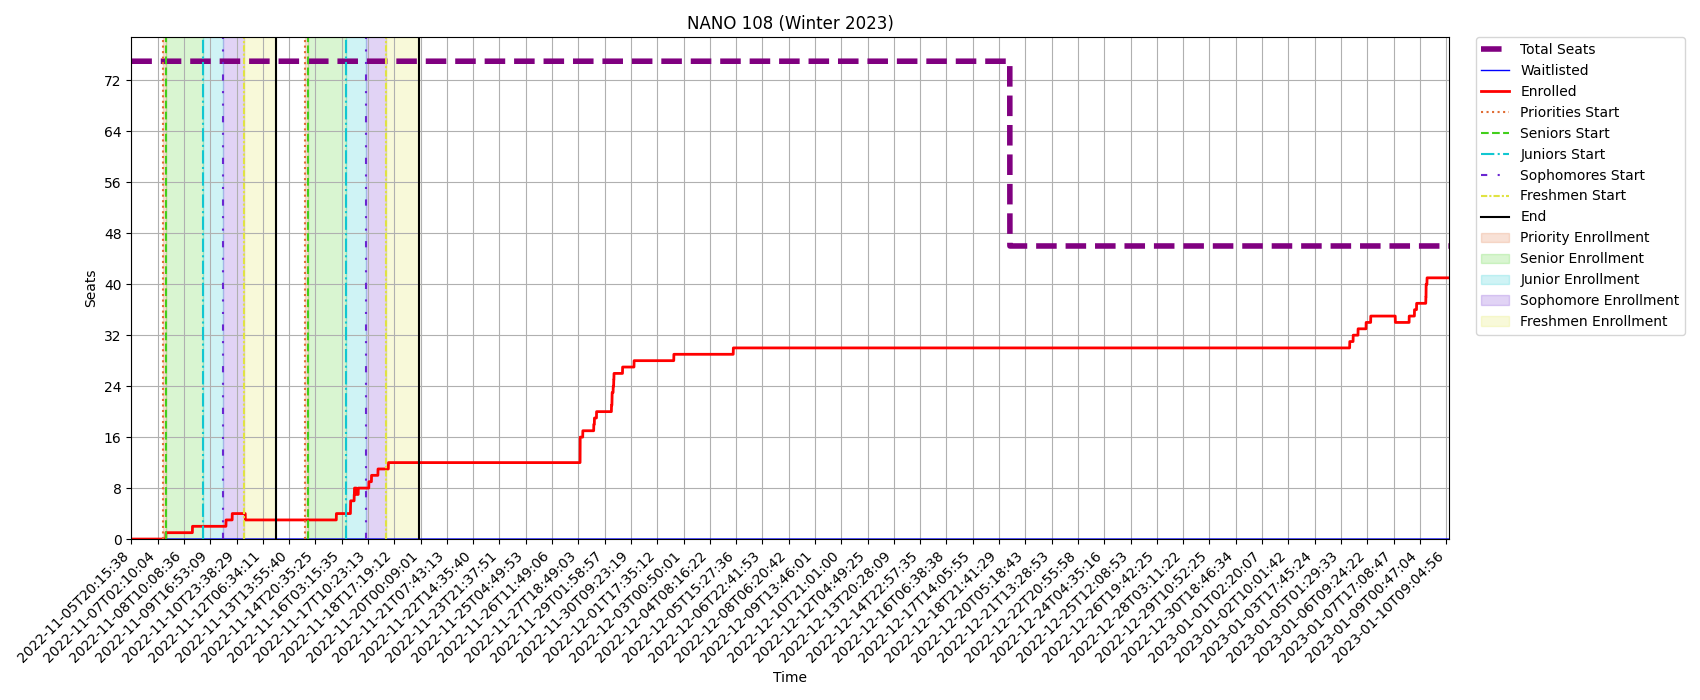 NANO 108 (Winter 2023)
Seats
72
64
56
48
40
32
24
16
8
0
2022-11-05T20:15:38
2022-11-07T02:10:04
2022-11-08T10:08:36
2022-11-09T16:53:09
2022-11-10T23:38:29
2022-11-12T06:34:11
2022-11-13T13:55:40
2022-11-14T20:35:25
2022-11-16T03:15:35
2022-11-17T10:23:13
2022-11-18T17:19:12
2022-11-20T00:09:01
2022-11-21T07:43:13
2022-11-22T14:35:40
2022-11-23T21:37:51
2022-11-25T04:49:53
2022-11-26T11:49:06
2022-11-27T18:49:03
2022-11-29T01:58:57
2022-11-30T09:23:19
2022-12-01T17:35:12
2022-12-03T00:50:01
2022-12-04T08:16:22
2022-12-05T15:27:36
2022-12-06T22:41:53
2022-12-08T06:20:42
2022-12-09T13:46:01
2022-12-10T21:01:00
2022-12-12T04:49:25
2022-12-13T20:28:09
2022-12-14T22:57:35
2022-12-16T06:38:38
2022-12-17T14:05:55
2022-12-18T21:41:29
2022-12-20T05:18:43
2022-12-21T13:28:53
2022-12-22T20:55:58
2022-12-24T04:35:16
2022-12-25T12:08:53
2022-12-26T19:42:25
2022-12-28T03:11:22
2022-12-29T10:52:25
2022-12-30T18:46:34
2023-01-01T02:20:07
2023-01-02T10:01:42
2023-01-03T17:45:24
2023-01-05T01:29:33
2023-01-06T09:24:22
2023-01-07T17:08:47
2023-01-09T00:47:04
2023-01-10T09:04:56
Time
Total Seats
Waitlisted
Enrolled
Priorities Start
Seniors Start
Juniors Start
Sophomores Start
Freshmen Start
End
Priority Enrollment
Senior Enrollment
Junior Enrollment
Sophomore Enrollment
Freshmen Enrollment